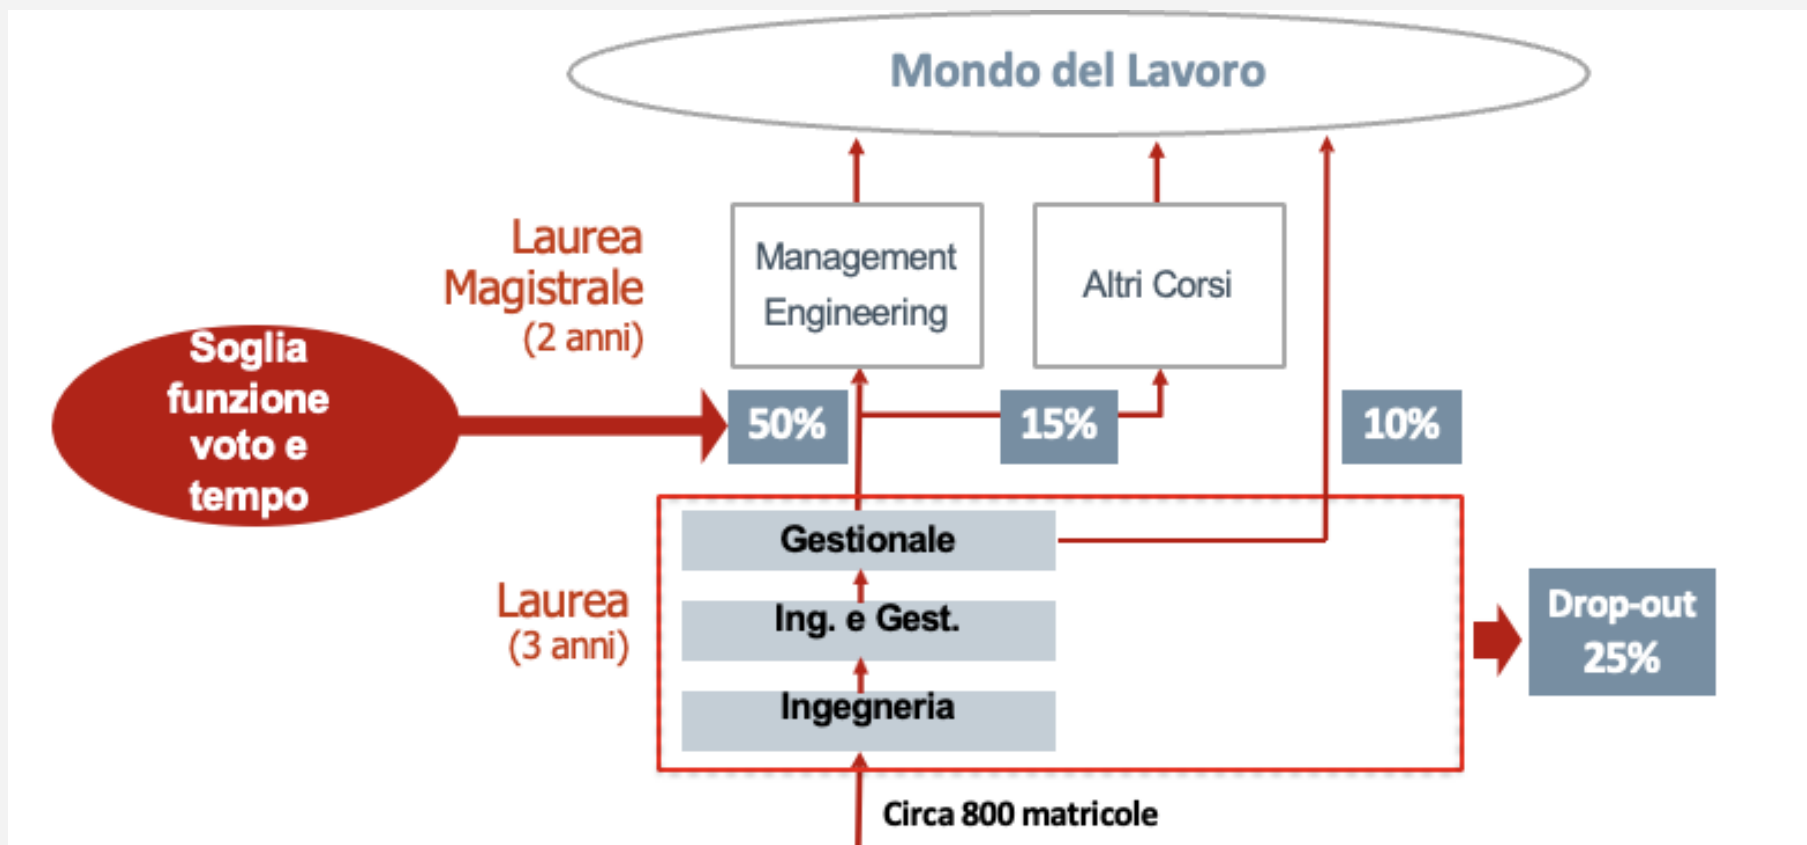 Mondo del Lavoro
Laurea
Magistrale
(2 anni)
Management
Engineering
Altri Corsi
Soglia
funzione
voto e
tempo
50%
15%
10%
Laurea
(3 anni)
Gestionale
Ing. e Gest.
Ingegneria
Drop-out
25%
Circa 800 matricole